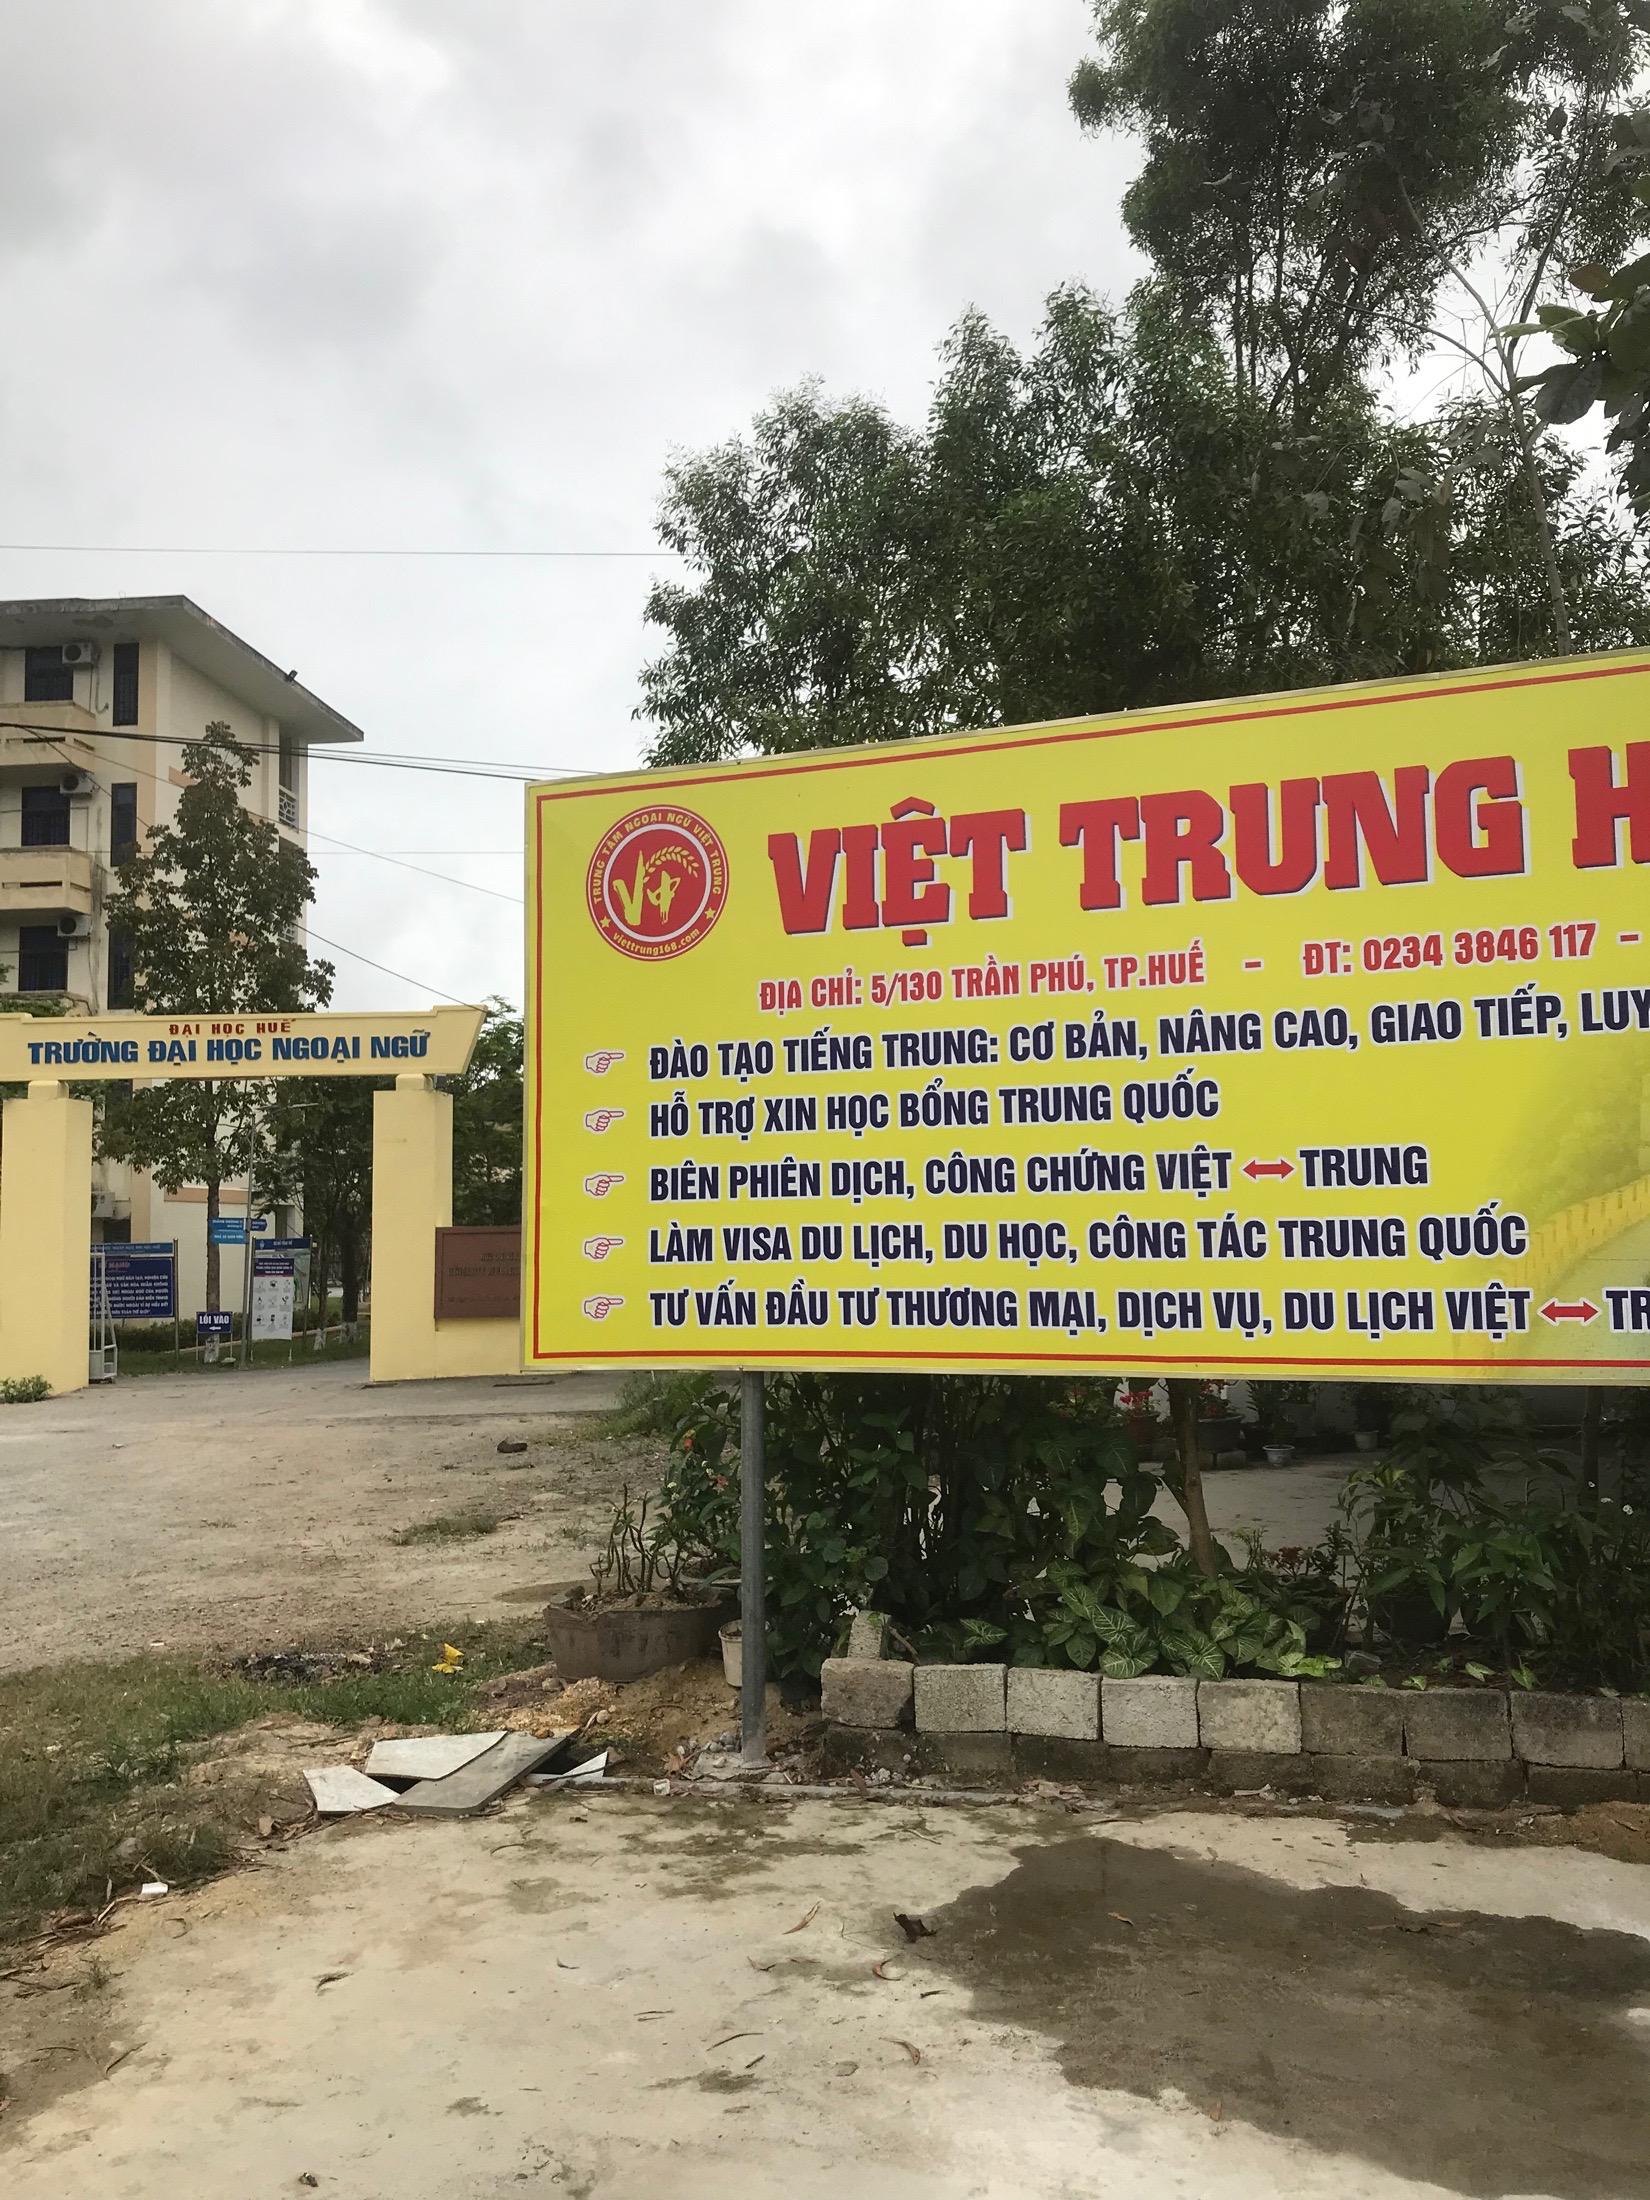 ĐẠI HỌC HUẾ
TRƯỜNG ĐẠI HỌC NGOẠI NGỮ
LỐI VÀO
TRUNG TÂM NGOẠI NGỮ VIỆT TRUNG
viettrung168.com
VIỆT TRUNG H
ĐỊA CHỈ: 5/130 TRẦN PHÚ, TP.HUẾ - ĐT: 0234 3846 117 -
ĐÀO TẠO TIẾNG TRUNG: CƠ BẢN, NÂNG CAO, GIAO TIẾP, LUY
HỖ TRỢ XIN HỌC BỔNG TRUNG QUỐC
BIÊN PHIÊN DỊCH, CÔNG CHỨNG VIỆT ↔ TRUNG
LÀM VISA DU LỊCH, DU HỌC, CÔNG TÁC TRUNG QUỐC
TƯ VẤN ĐẦU TƯ THƯƠNG MẠI, DỊCH VỤ, DU LỊCH VIỆT ↔ TR